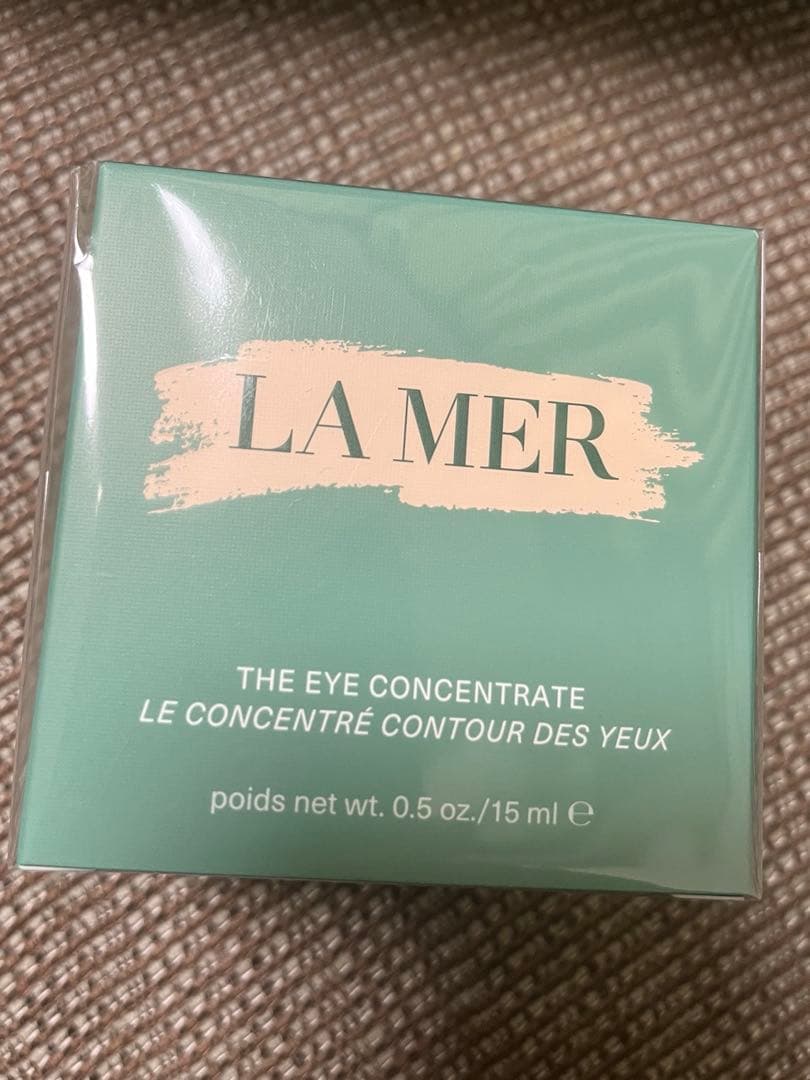 LA MER
THE EYE CONCENTRATE
LE CONCENTRÉ CONTOUR DES YEUX
poids net wt. 0.5 oz./15 ml ℮